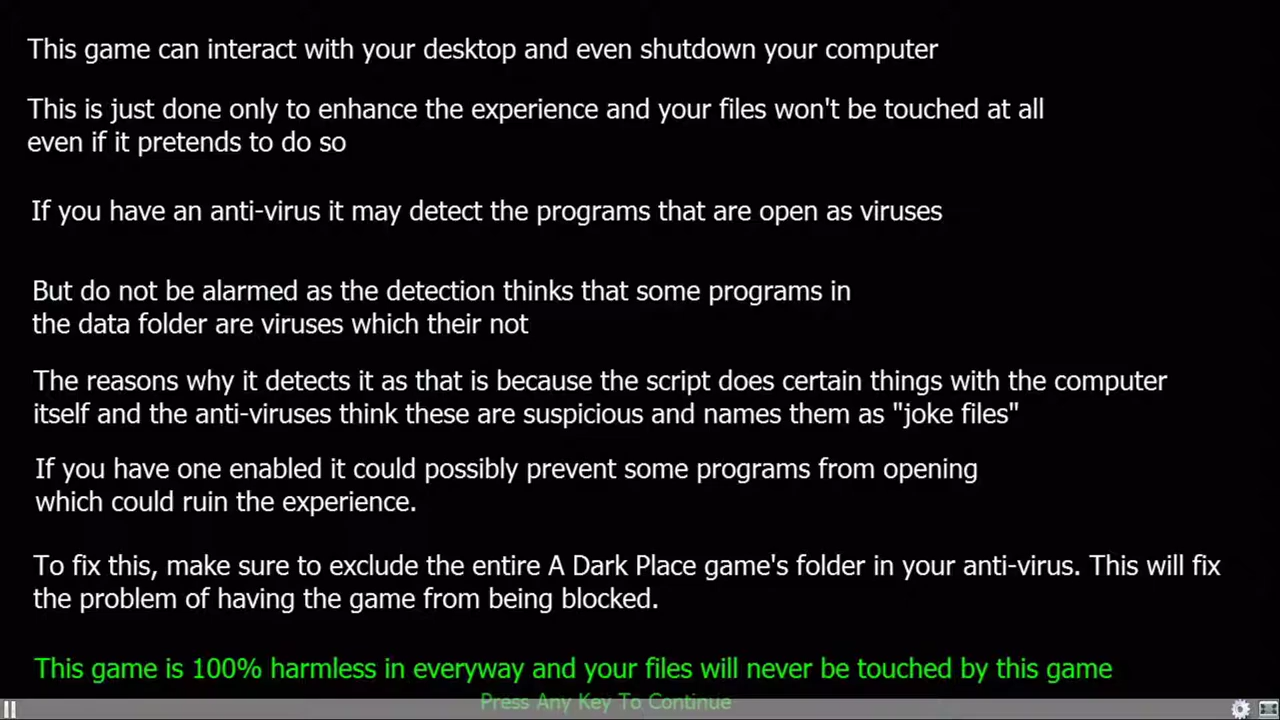 This game can interact with your desktop and even shutdown your computer
This is just done only to enhance the experience and your files won't be touched at all
even if it pretends to do so
If you have an anti-virus it may detect the programs that are open as viruses
But do not be alarmed as the detection thinks that some programs in
the data folder are viruses which their not
The reasons why it detects it as that is because the script does certain things with the computer
itself and the anti-viruses think these are suspicious and names them as "joke files"
If you have one enabled it could possibly prevent some programs from opening
which could ruin the experience.
To fix this, make sure to exclude the entire A Dark Place game's folder in your anti-virus. This will fix
the problem of having the game from being blocked.
This game is 100% harmless in everyway and your files will never be touched by this game
Press Any Key To Continue